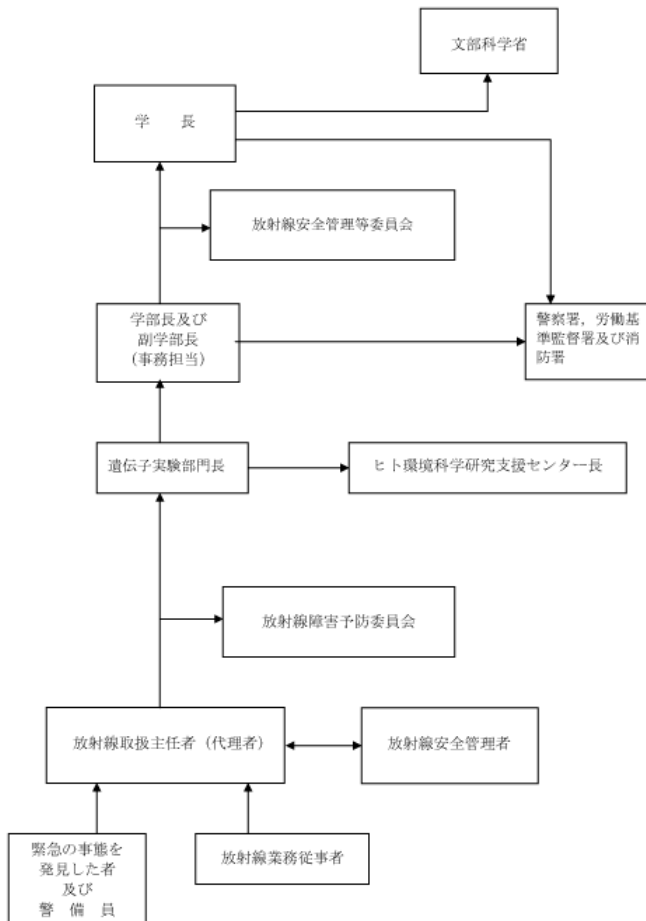 文部科学省
学　　長
放射線安全管理等委員会
学部長及び
副学部長
(事務担当)
警察署，労働基
準監督署及び消
防署
遺伝子実験部門長
ヒト環境科学研究支援センター長
放射線障害予防委員会
放射線取扱主任者（代理者）
放射線安全管理者
緊急の事態を
発見した者
及び
警　備　員
放射線業務従事者